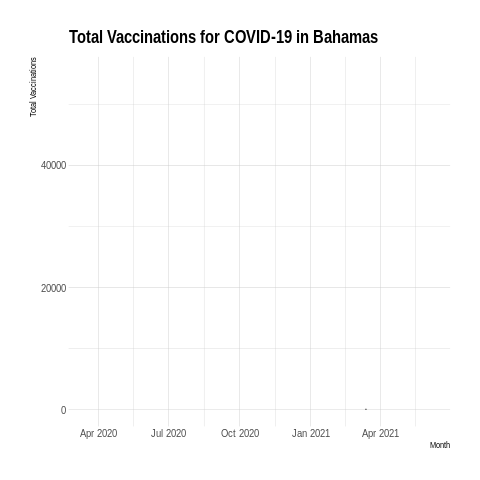 Total Vaccinations for COVID-19 in Bahamas
Total Vaccinations
40000
20000
0
Apr 2020 Jul 2020 Oct 2020 Jan 2021 Apr 2021
Month